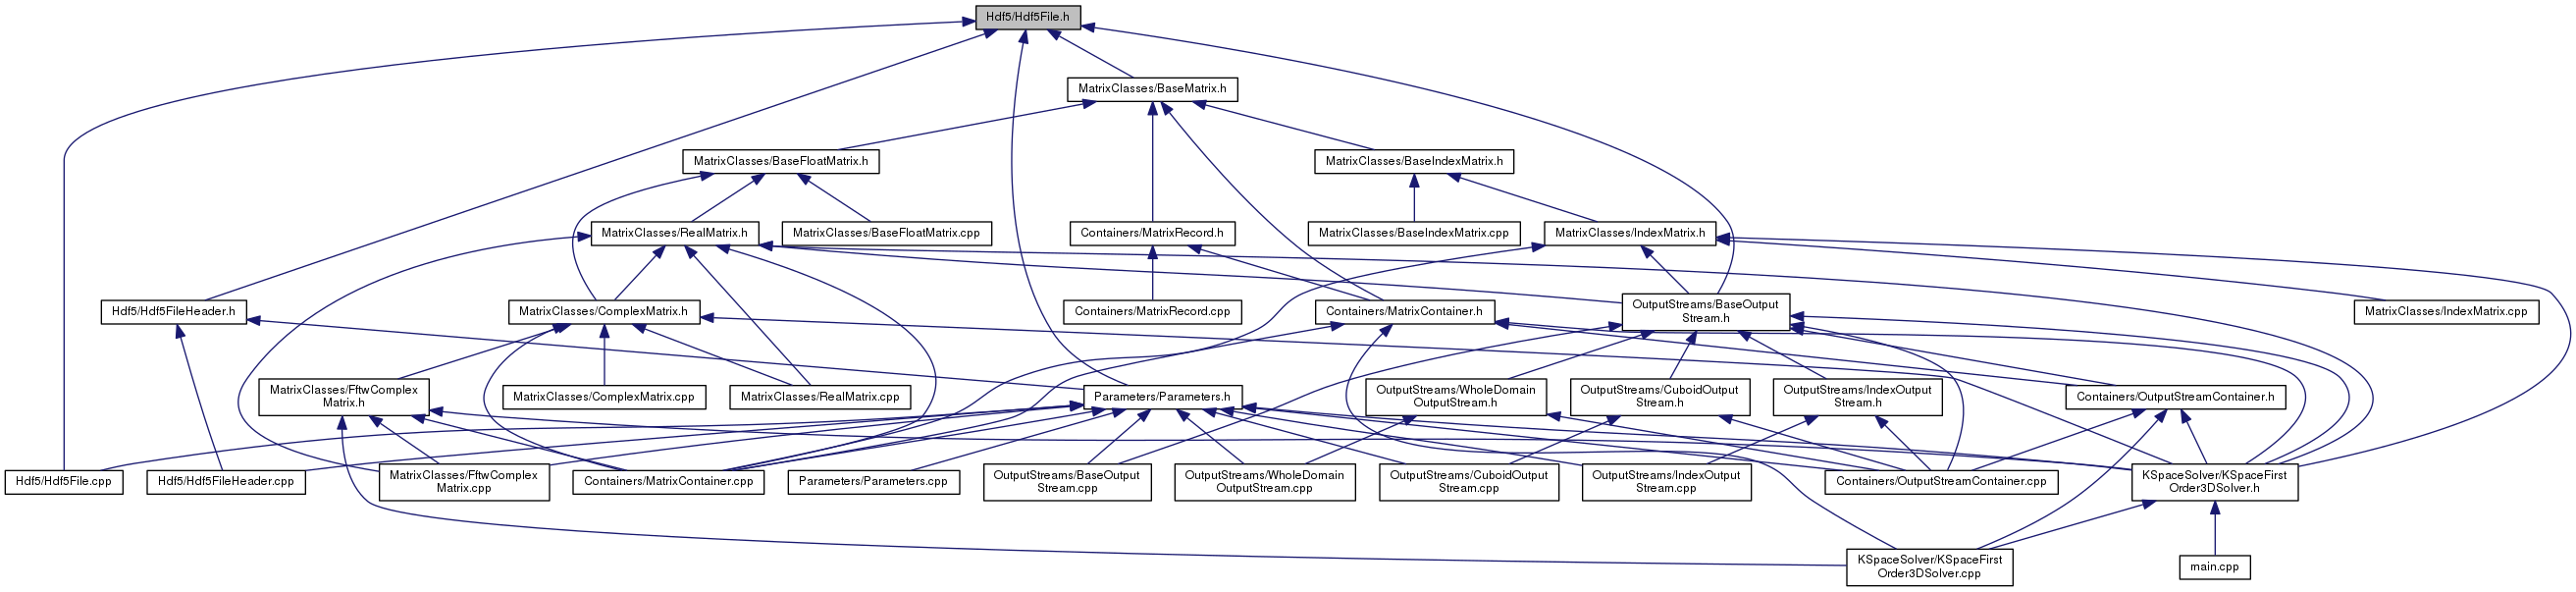 Hdf5/Hdf5File.h
MatrixClasses/BaseMatrix.h
MatrixClasses/BaseFloatMatrix.h
MatrixClasses/BaseIndexMatrix.h
MatrixClasses/RealMatrix.h
MatrixClasses/BaseFloatMatrix.cpp
Containers/MatrixRecord.h
MatrixClasses/BaseIndexMatrix.cpp
MatrixClasses/IndexMatrix.h
Hdf5/Hdf5FileHeader.h
MatrixClasses/ComplexMatrix.h
Containers/MatrixRecord.cpp
Containers/MatrixContainer.h
OutputStreams/BaseOutput
Stream.h
MatrixClasses/IndexMatrix.cpp
MatrixClasses/FftwComplex
Matrix.h
MatrixClasses/ComplexMatrix.cpp
MatrixClasses/RealMatrix.cpp
Parameters/Parameters.h
OutputStreams/WholeDomain
OutputStream.h
OutputStreams/CuboidOutput
Stream.h
OutputStreams/IndexOutput
Stream.h
Containers/OutputStreamContainer.h
Hdf5/Hdf5File.cpp
Hdf5/Hdf5FileHeader.cpp
MatrixClasses/FftwComplex
Matrix.cpp
Containers/MatrixContainer.cpp
Parameters/Parameters.cpp
OutputStreams/BaseOutput
Stream.cpp
OutputStreams/WholeDomain
OutputStream.cpp
OutputStreams/CuboidOutput
Stream.cpp
OutputStreams/IndexOutput
Stream.cpp
Containers/OutputStreamContainer.cpp
KSpaceSolver/KSpaceFirst
Order3DSolver.h
KSpaceSolver/KSpaceFirst
Order3DSolver.cpp
main.cpp